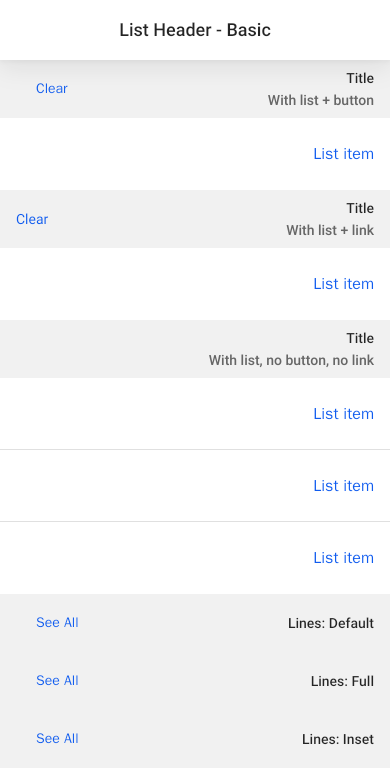 List Header - Basic
Title
With list + button
Clear
List item
Title
With list + link
Clear
List item
Title
With list, no button, no link
List item
List item
List item
Lines: Default
See All
Lines: Full
See All
Lines: Inset
See All